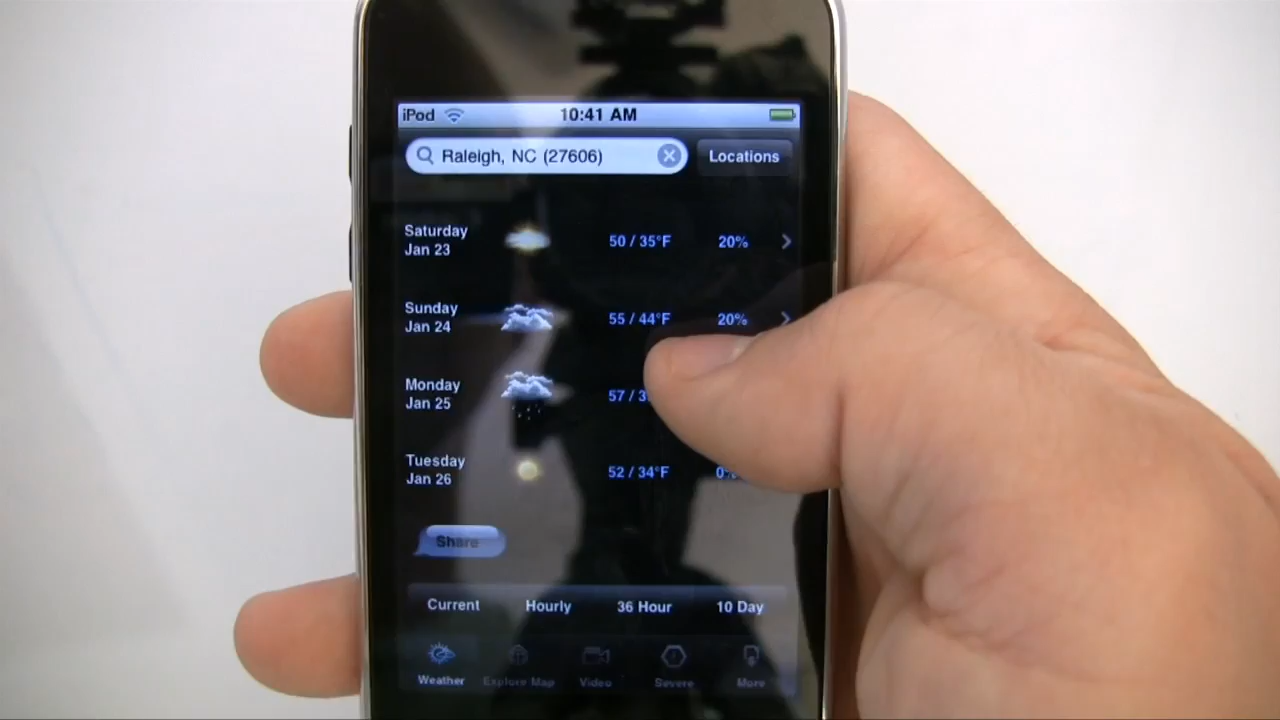 iPod 10:41 AM
Raleigh, NC (27606) Locations
Saturday
Jan 23
50 / 35°F 20%
Sunday
Jan 24
55 / 44°F 20%
Monday
Jan 25
57 /
Tuesday
Jan 26
52 / 34°F
Share
Current Hourly 36 Hour 10 Day
Weather Explore Map Video Severe More